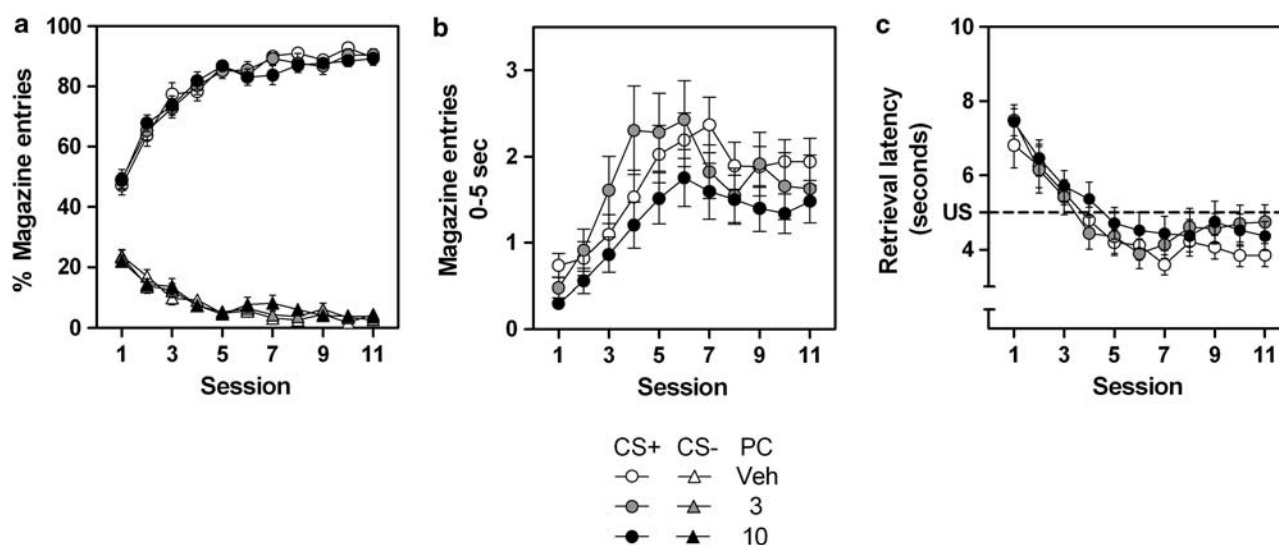 a
% Magazine entries
100
80
60
40
20
0
1 3 5 7 9 11
Session
b
Magazine entries
0-5 sec
3
2
1
0
1 3 5 7 9 11
Session
c
Retrieval latency
(seconds)
10
8
6
US
4
1 3 5 7 9 11
Session
CS+ CS- PC
Veh
3
10